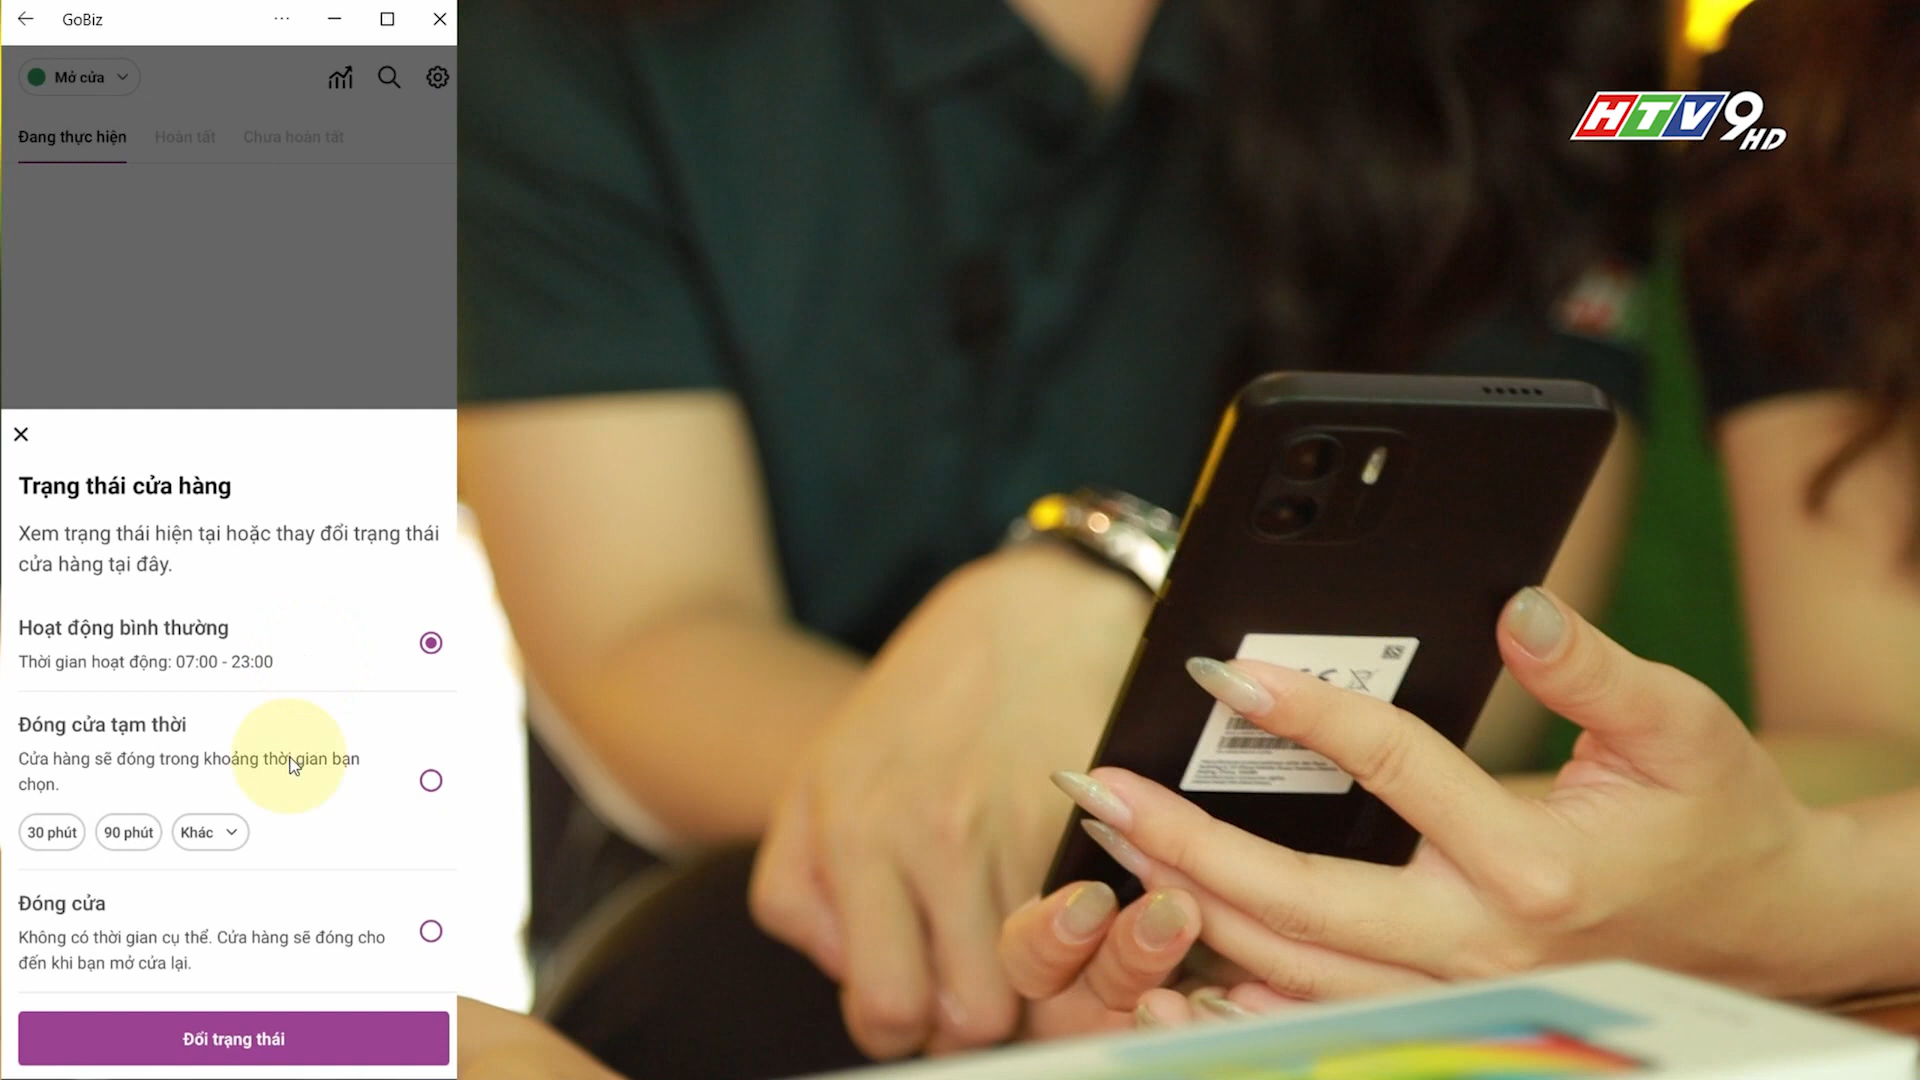 GoBiz
HTV9
HD
Mở cửa
Đang thực hiện
Hoàn tất
Chưa hoàn tất
Trạng thái cửa hàng
Xem trạng thái hiện tại hoặc thay đổi trạng thái
cửa hàng tại đây.
Hoạt động bình thường
Thời gian hoạt động: 07:00 - 23:00
Đóng cửa tạm thời
Cửa hàng sẽ đóng trong khoảng thời gian bạn
chọn.
30 phút
90 phút
Khác
Đóng cửa
Không có thời gian cụ thể. Cửa hàng sẽ đóng cho
đến khi bạn mở cửa lại.
Đổi trạng thái